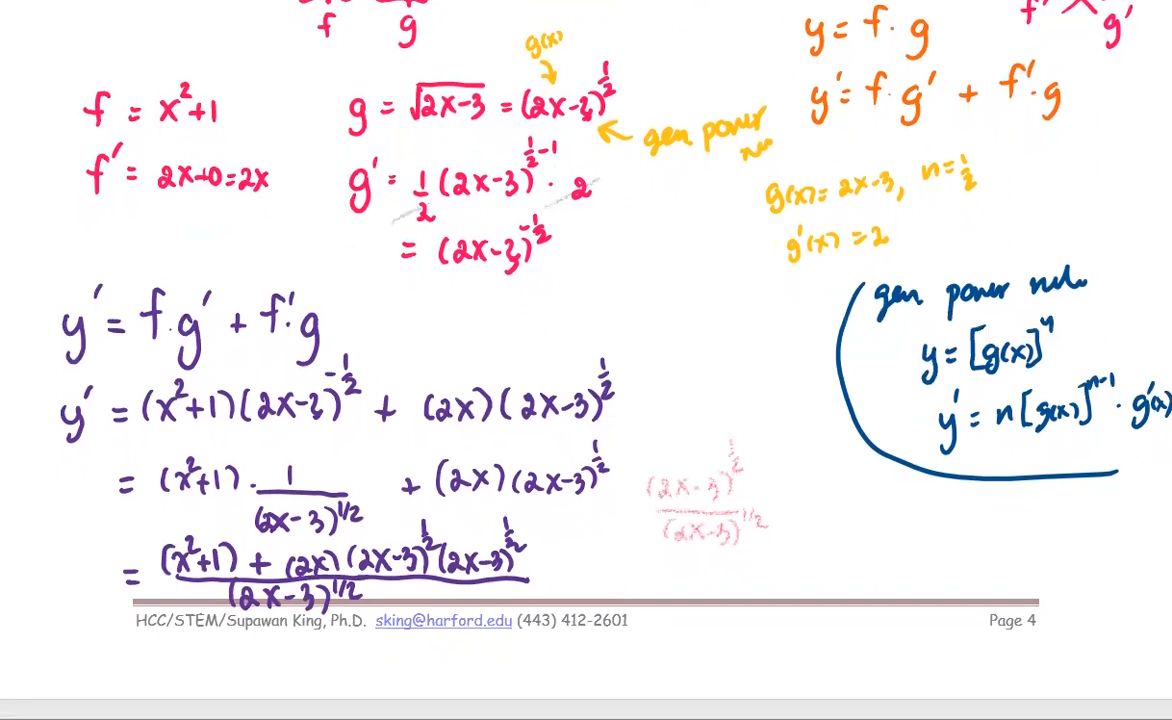 f g
f' g'
g(x)
y = f · g
f = x²+1
g = √(2x-3) = (2x-3)^(1/2)
y' = f·g' + f'·g
gen power
f' = 2x+0=2x
g' = 1/2 (2x-3)^(1/2-1) · 2
g(x) = 2x-3, n=1/2
= (2x-3)^(-1/2)
g'(x) = 2
gen power
y' = f·g' + f'·g
y = [g(x)]^n
y' = (x²+1)(2x-3)^(-1/2) + (2x)(2x-3)^(1/2)
y' = n[g(x)]^(n-1) · g'(x)
= (x²+1) · 1/(2x-3)^(1/2) + (2x)(2x-3)^(1/2)
(2x-3)^(1/2)/(2x-3)^(1/2)
= ((x²+1) + (2x)(2x-3)^(1/2)(2x-3)^(1/2))/(2x-3)^(1/2)
HCC/STEM/Supawan King, Ph.D. sking@harford.edu (443) 412-2601 Page 4